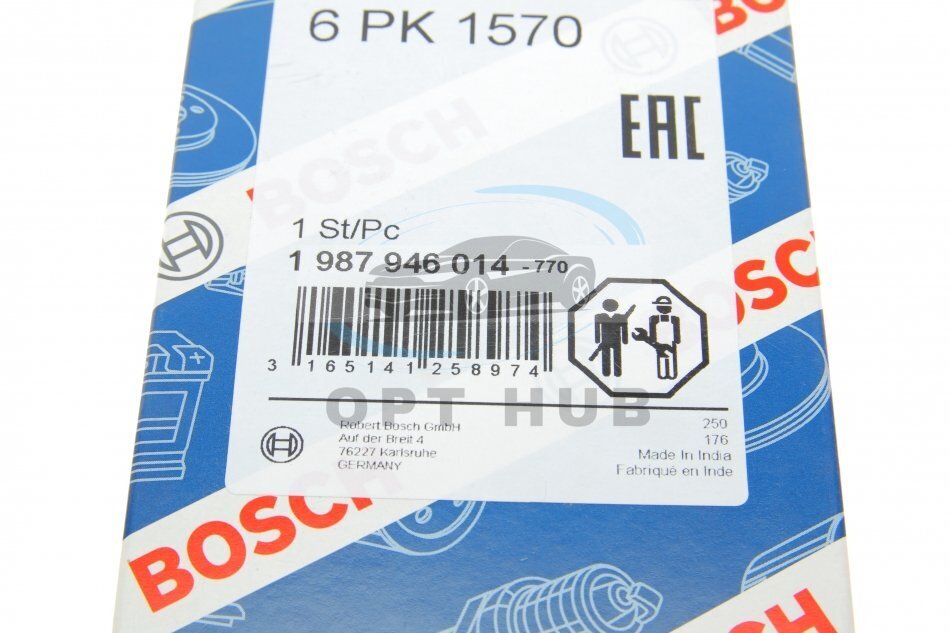 BOSCH
6 PK 1570
EAC
BOSCH
1 St/Pc
1 987 946 014 -770
BOSCH
3 165141 258974
OPT HUB
Robert Bosch GmbH
Auf der Breit 4
76227 Karlsruhe
GERMANY
250
176
Made In India
Fabriqué en Inde
BOSCH
BOSCH